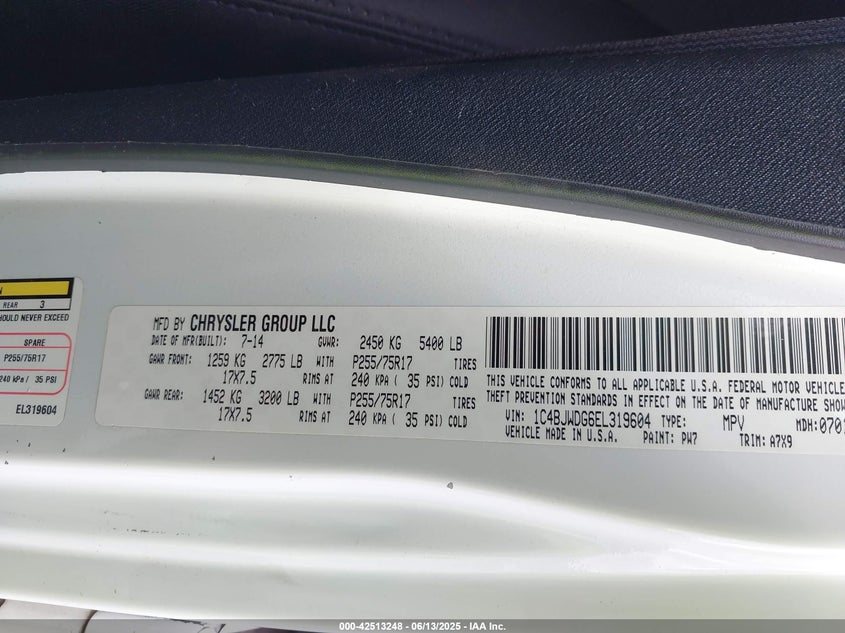 N
REAR 3
SHOULD NEVER EXCEED
SPARE
P255/75R17
240 kPa / 35 PSI
EL319604
MFD BY CHRYSLER GROUP LLC
DATE OF MFR(BUILT): 7-14 GVWR: 2450 KG 5400 LB
GAWR FRONT: 1259 KG 2775 LB WITH P255/75R17 TIRES
17X7.5 RIMS AT 240 KPA ( 35 PSI) COLD
GAWR REAR: 1452 KG 3200 LB WITH P255/75R17 TIRES
17X7.5 RIMS AT 240 KPA ( 35 PSI) COLD
THIS VEHICLE CONFORMS TO ALL APPLICABLE U.S.A. FEDERAL MOTOR VEHICLE
THEFT PREVENTION STANDARDS IN EFFECT ON THE DATE OF MANUFACTURE SHOW
VIN: 1C4BJWDG6EL319604 TYPE: MPV MDH:0701
VEHICLE MADE IN U.S.A. PAINT: PW7 TRIM: A7X9
000-42513248 - 06/13/2025 - IAA Inc.